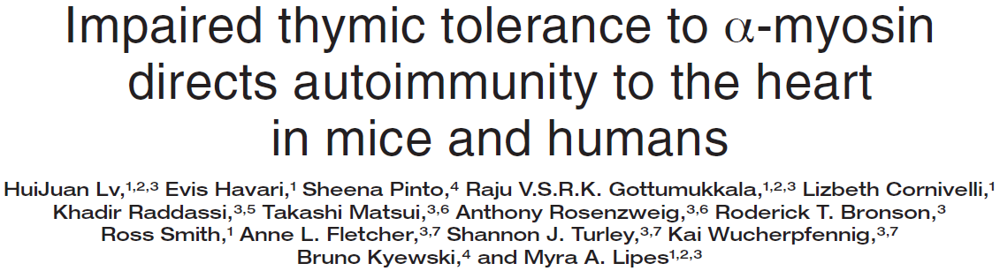 Impaired thymic tolerance to α-myosin
directs autoimmunity to the heart
in mice and humans
HuiJuan Lv,1,2,3 Evis Havari,1 Sheena Pinto,4 Raju V.S.R.K. Gottumukkala,1,2,3 Lizbeth Cornivelli,1
Khadir Raddassi,3,5 Takashi Matsui,3,6 Anthony Rosenzweig,3,6 Roderick T. Bronson,3
Ross Smith,1 Anne L. Fletcher,3,7 Shannon J. Turley,3,7 Kai Wucherpfennig,3,7
Bruno Kyewski,4 and Myra A. Lipes1,2,3